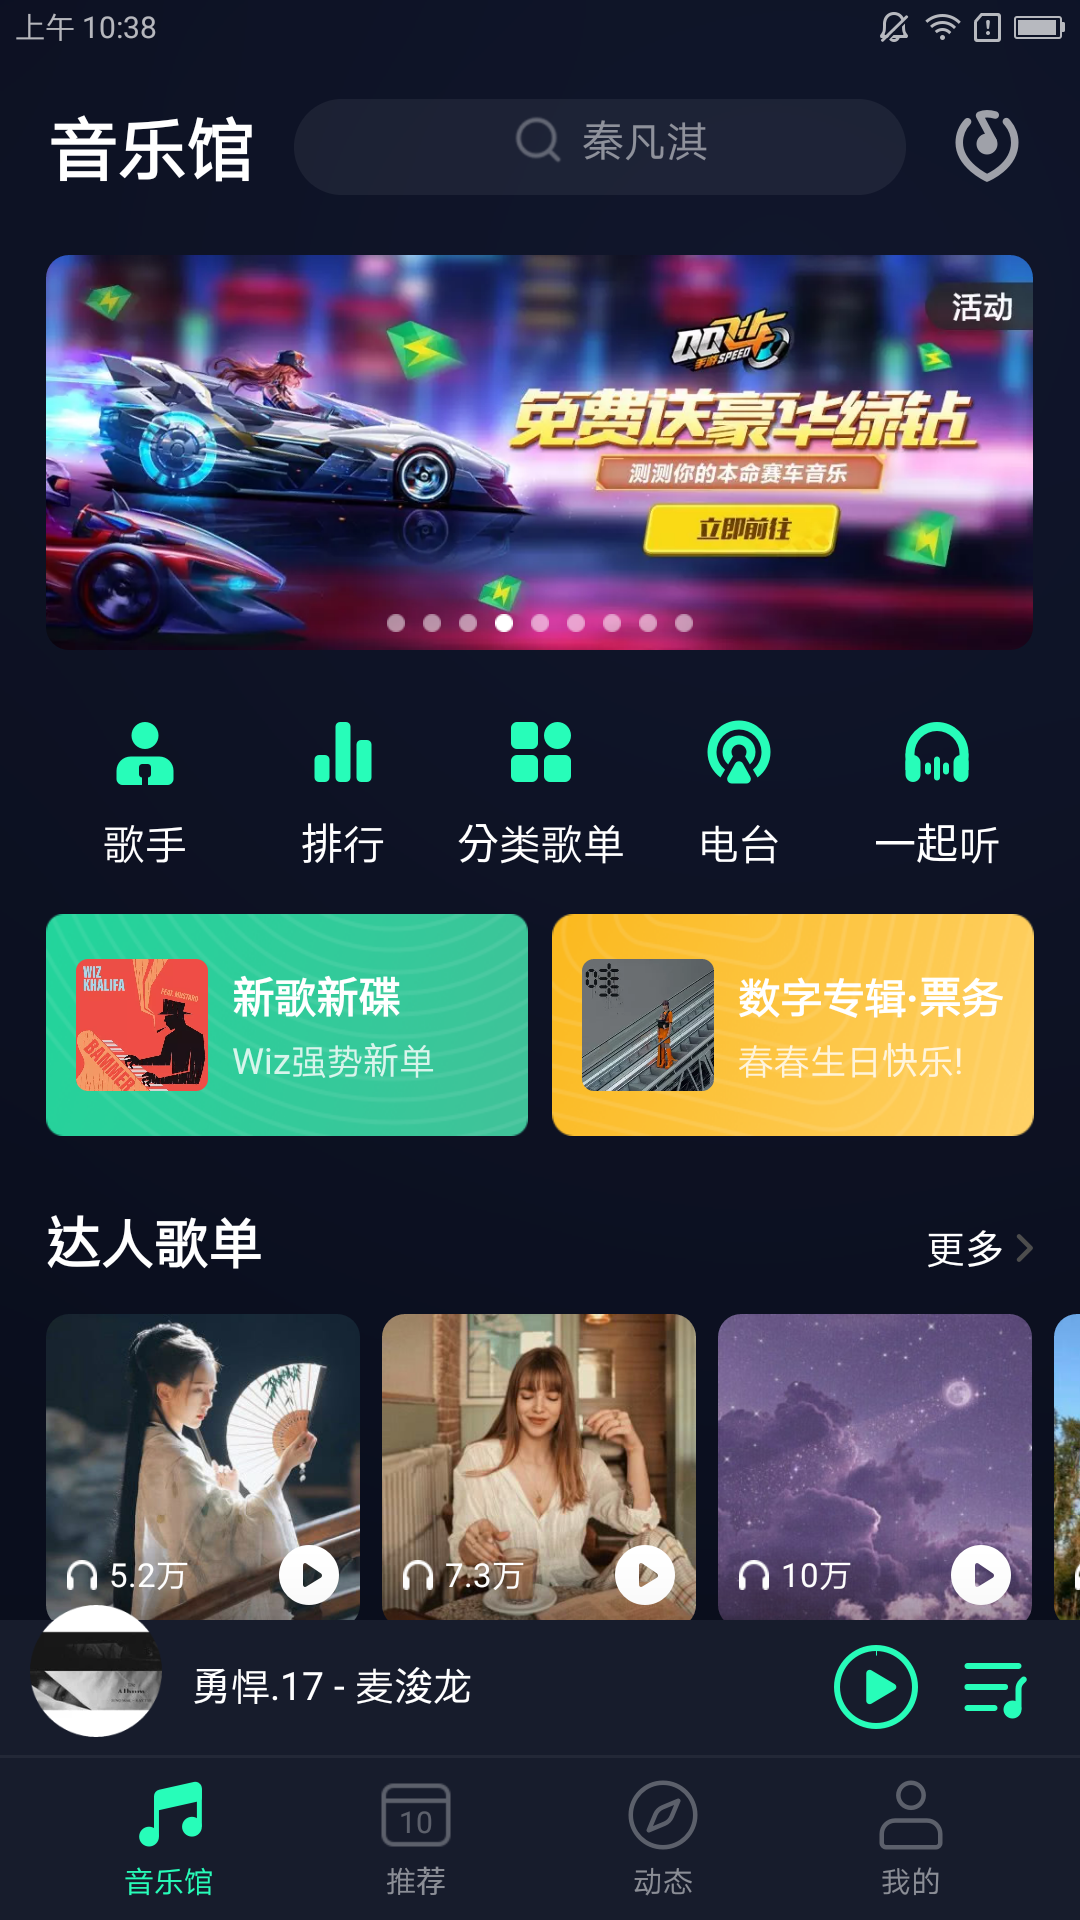 上午 10:38
音乐馆
秦凡淇
活动
QQ飞车
手游 SPEED
免费送豪华绿钻
测测你的本命赛车音乐
立即前往
歌手
排行
分类歌单
电台
一起听
WIZ
KHALIFA
FEAT. MUSTARD
BAMMER
新歌新碟
Wiz强势新单
数字专辑·票务
春春生日快乐!
达人歌单
更多
5.2万
7.3万
10万
勇悍.17 - 麦浚龙
音乐馆
10
推荐
动态
我的